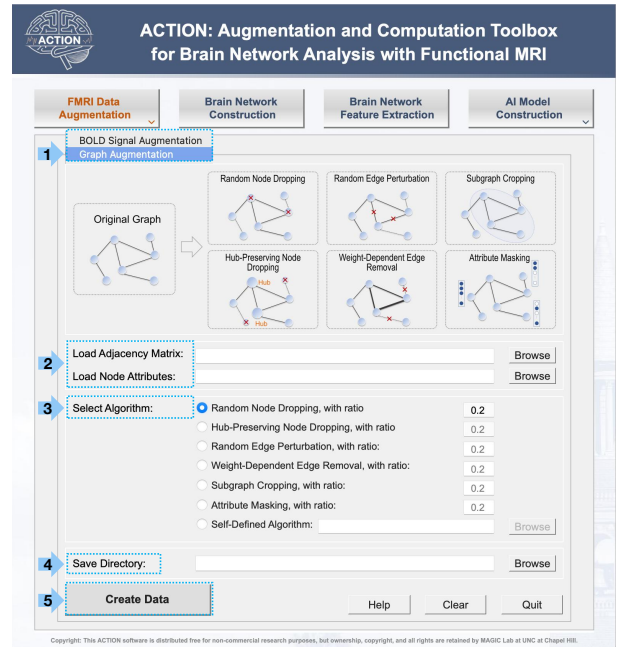 My ACTION
ACTION: Augmentation and Computation Toolbox
for Brain Network Analysis with Functional MRI
FMRI Data
Augmentation
Brain Network
Construction
Brain Network
Feature Extraction
AI Model
Construction
1
BOLD Signal Augmentation
Graph Augmentation
Original Graph
Random Node Dropping
Random Edge Perturbation
Subgraph Cropping
Hub-Preserving Node
Dropping
Hub
Hub
Weight-Dependent Edge
Removal
Attribute Masking
2
Load Adjacency Matrix:
Browse
Load Node Attributes:
Browse
3
Select Algorithm:
Random Node Dropping, with ratio
0.2
Hub-Preserving Node Dropping, with ratio
0.2
Random Edge Perturbation, with ratio:
0.2
Weight-Dependent Edge Removal, with ratio:
0.2
Subgraph Cropping, with ratio:
0.2
Attribute Masking, with ratio:
0.2
Self-Defined Algorithm:
Browse
4
Save Directory:
Browse
5
Create Data
Help
Clear
Quit
Copyright: This ACTION software is distributed free for non-commercial research purposes, but ownership, copyright, and all rights are retained by MAGIC Lab at UNC at Chapel Hill.